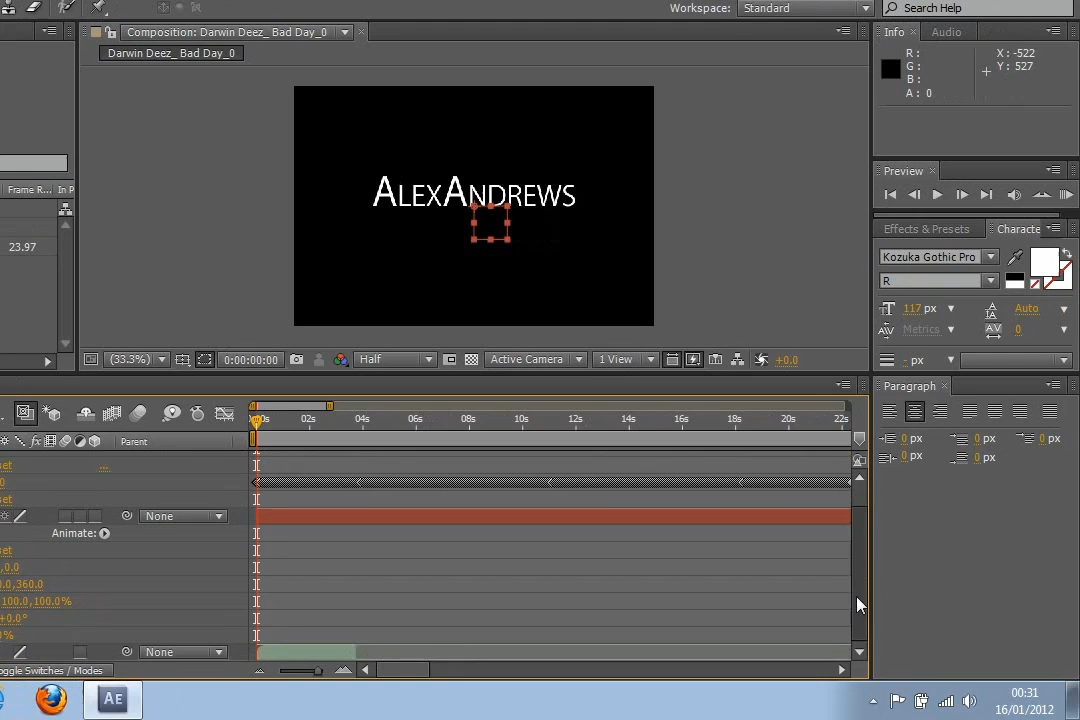 Workspace: Standard Search Help
Composition: Darwin Deez_ Bad Day_0
Darwin Deez_ Bad Day_0
Info Audio
R : X : -522
G : Y : 527
B :
A : 0
ALEXANDREWS
Preview
Frame R... In P
Effects & Presets Characte
23.97
Kozuka Gothic Pro
R
117 px Auto
Metrics 0
- px
(33.3%) 0:00:00:00 Half Active Camera 1 View +0.0
Paragraph
0 px 0 px 0 px
0 px 0 px
02s 04s 06s 08s 10s 12s 14s 16s 18s 20s 22s
Parent
None
Animate:
,0.0
0.0,360.0
100.0,100.0%
+0.0°
%
None
oggle Switches / Modes
AE
00:31
16/01/2012